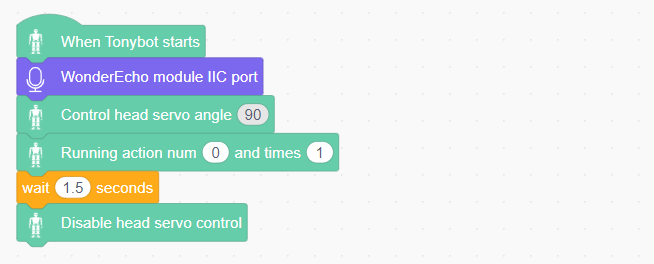 When Tonybot starts
WonderEcho module IIC port
Control head servo angle 90
Running action num 0 and times 1
wait 1.5 seconds
Disable head servo control